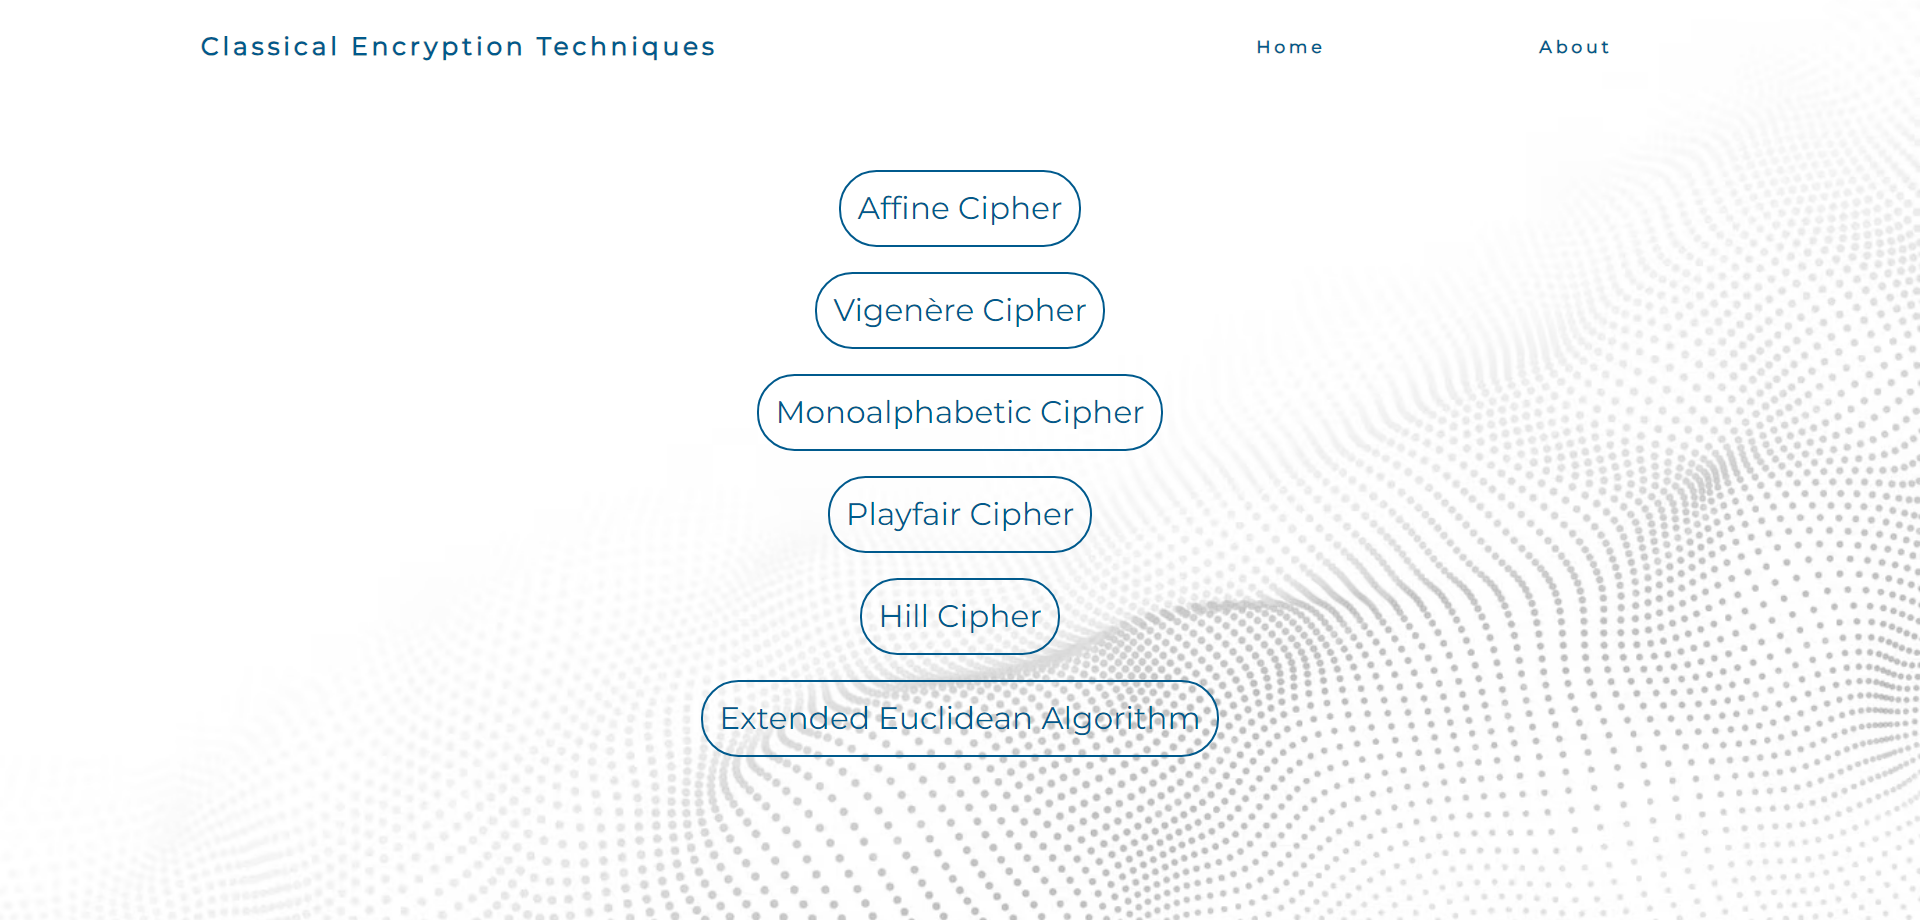 Classical Encryption Techniques
Home
About
Affine Cipher
Vigenère Cipher
Monoalphabetic Cipher
Playfair Cipher
Hill Cipher
Extended Euclidean Algorithm